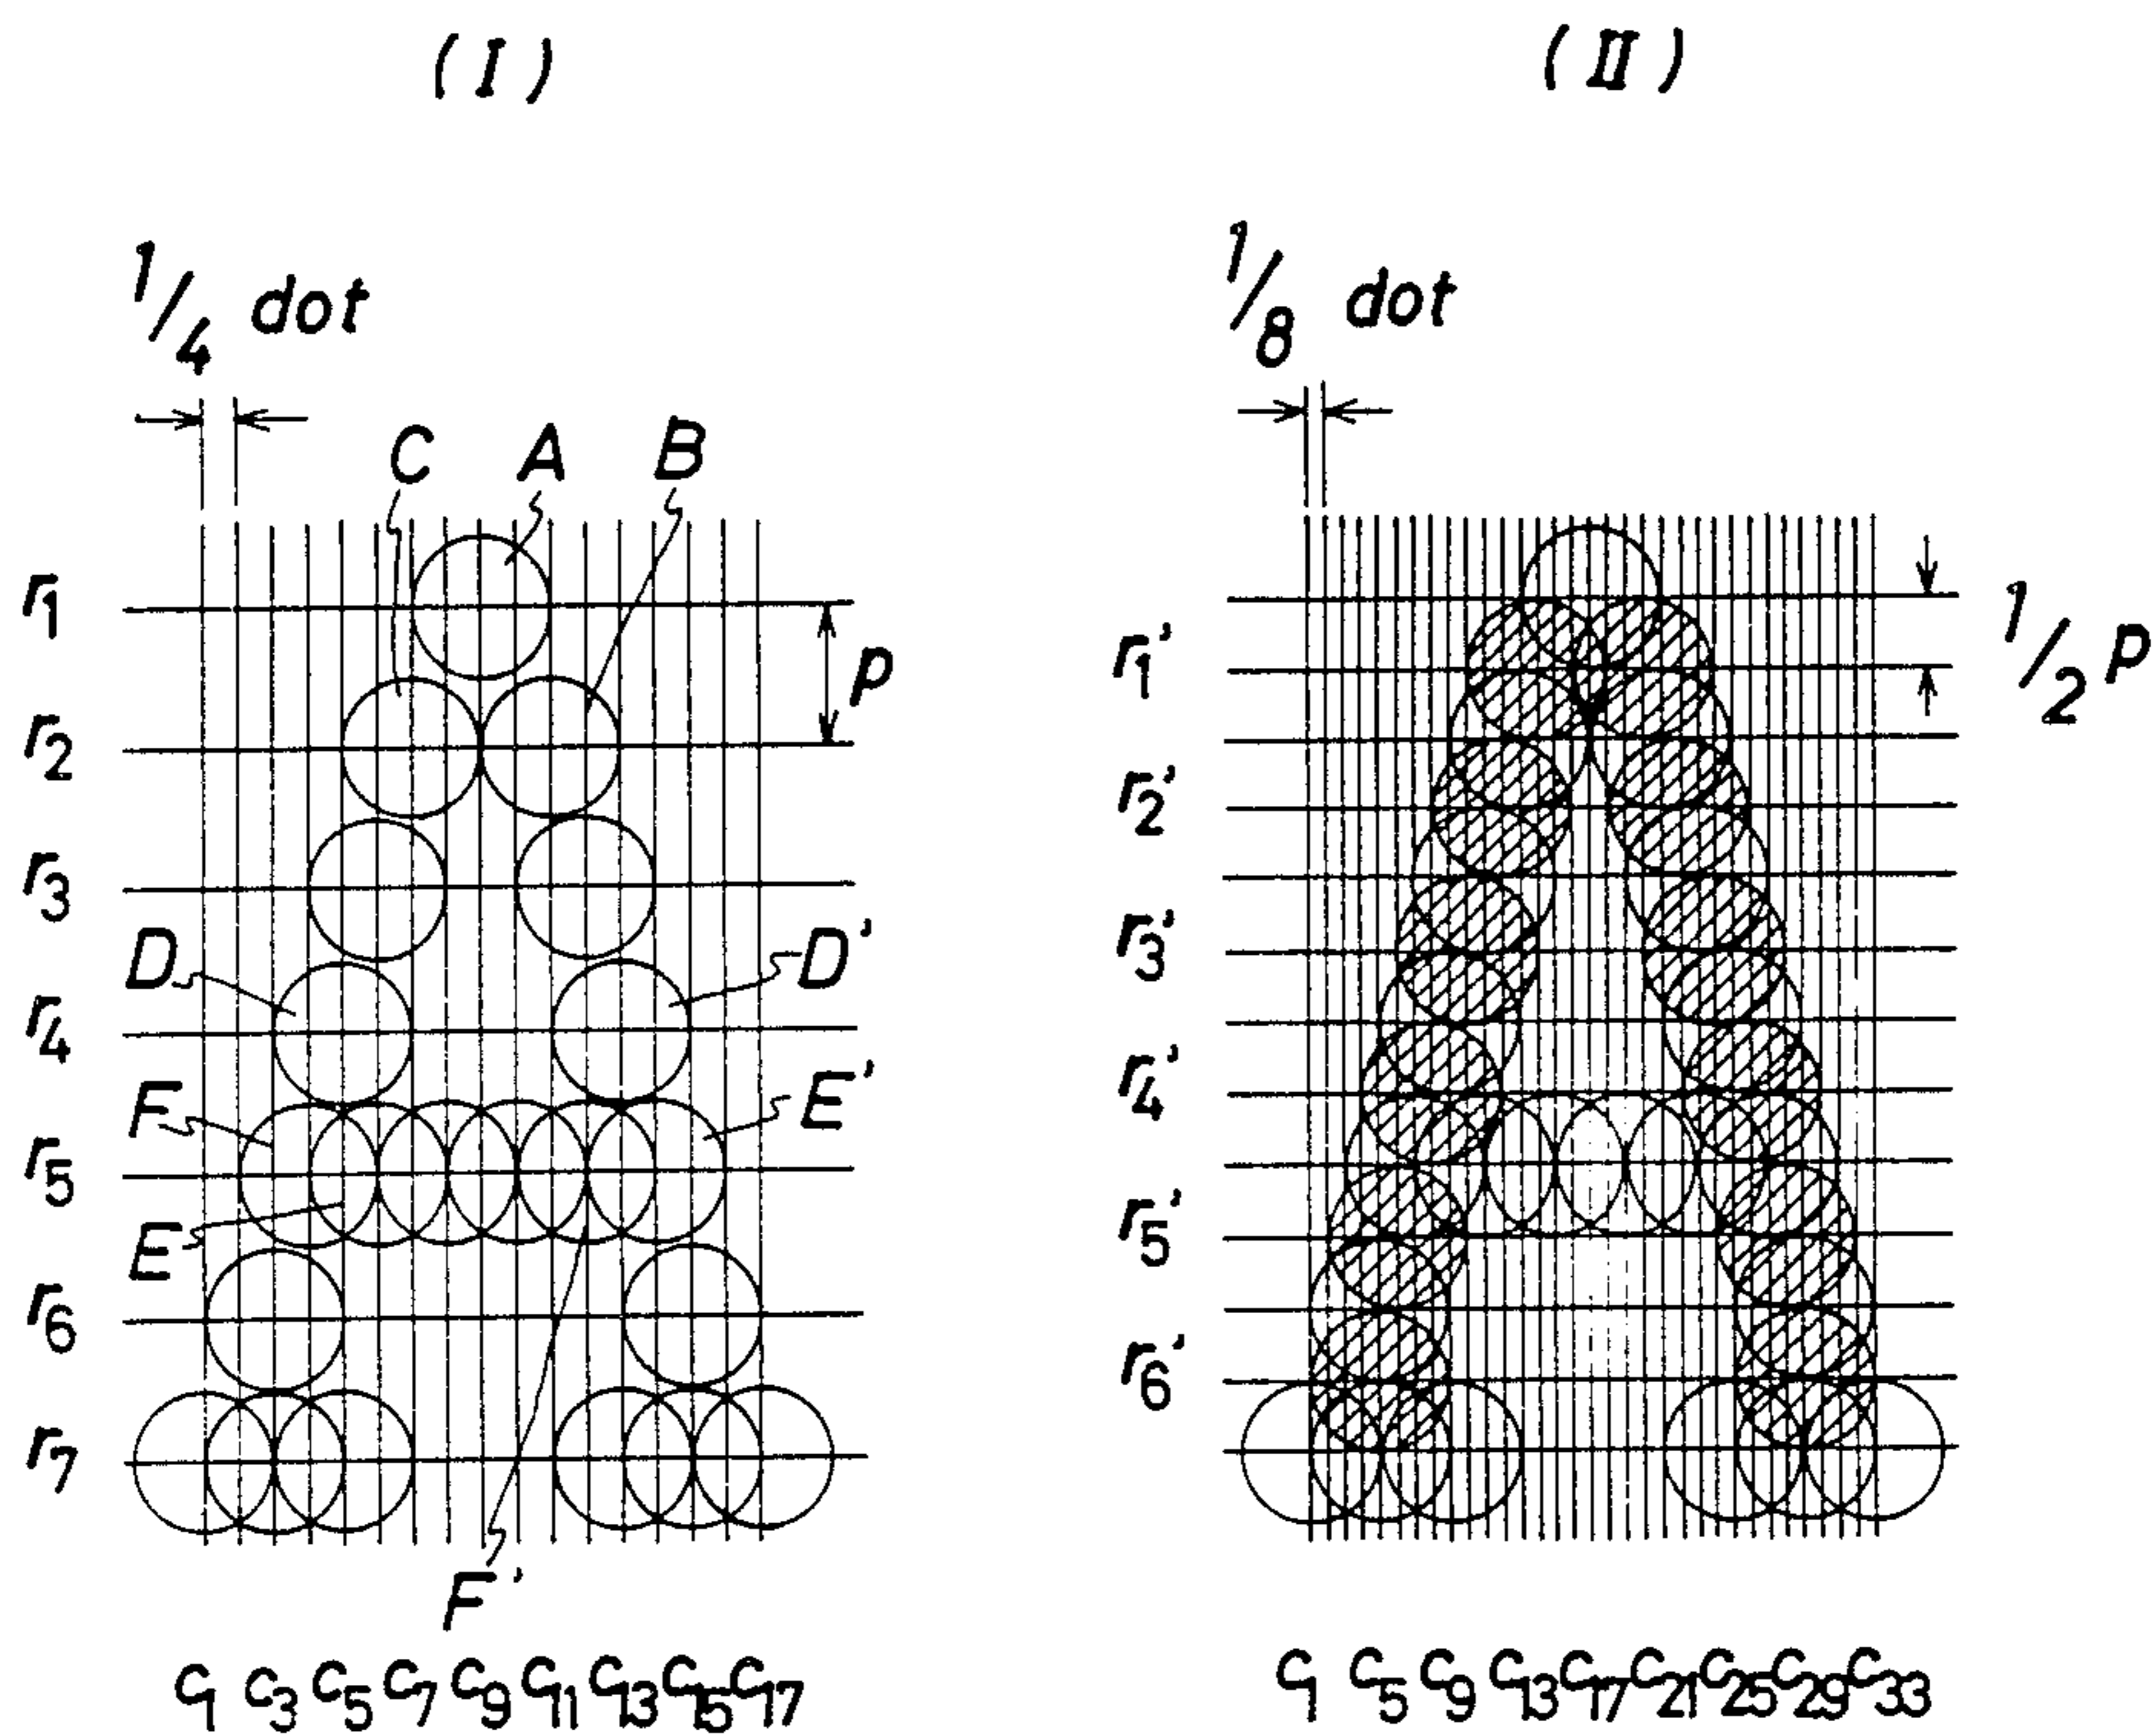 (I)
(II)
1/4 dot
1/8 dot
C A B
r1
P
r2
r3
D D'
r4
F E'
r5
E
r6
r7
F'
c1 c3 c5 c7 c9 c11 c13 c15 c17
1/2 P
r1'
r2'
r3'
r4'
r5'
r6'
c1 c5 c9 c13 c17 c21 c25 c29 c33